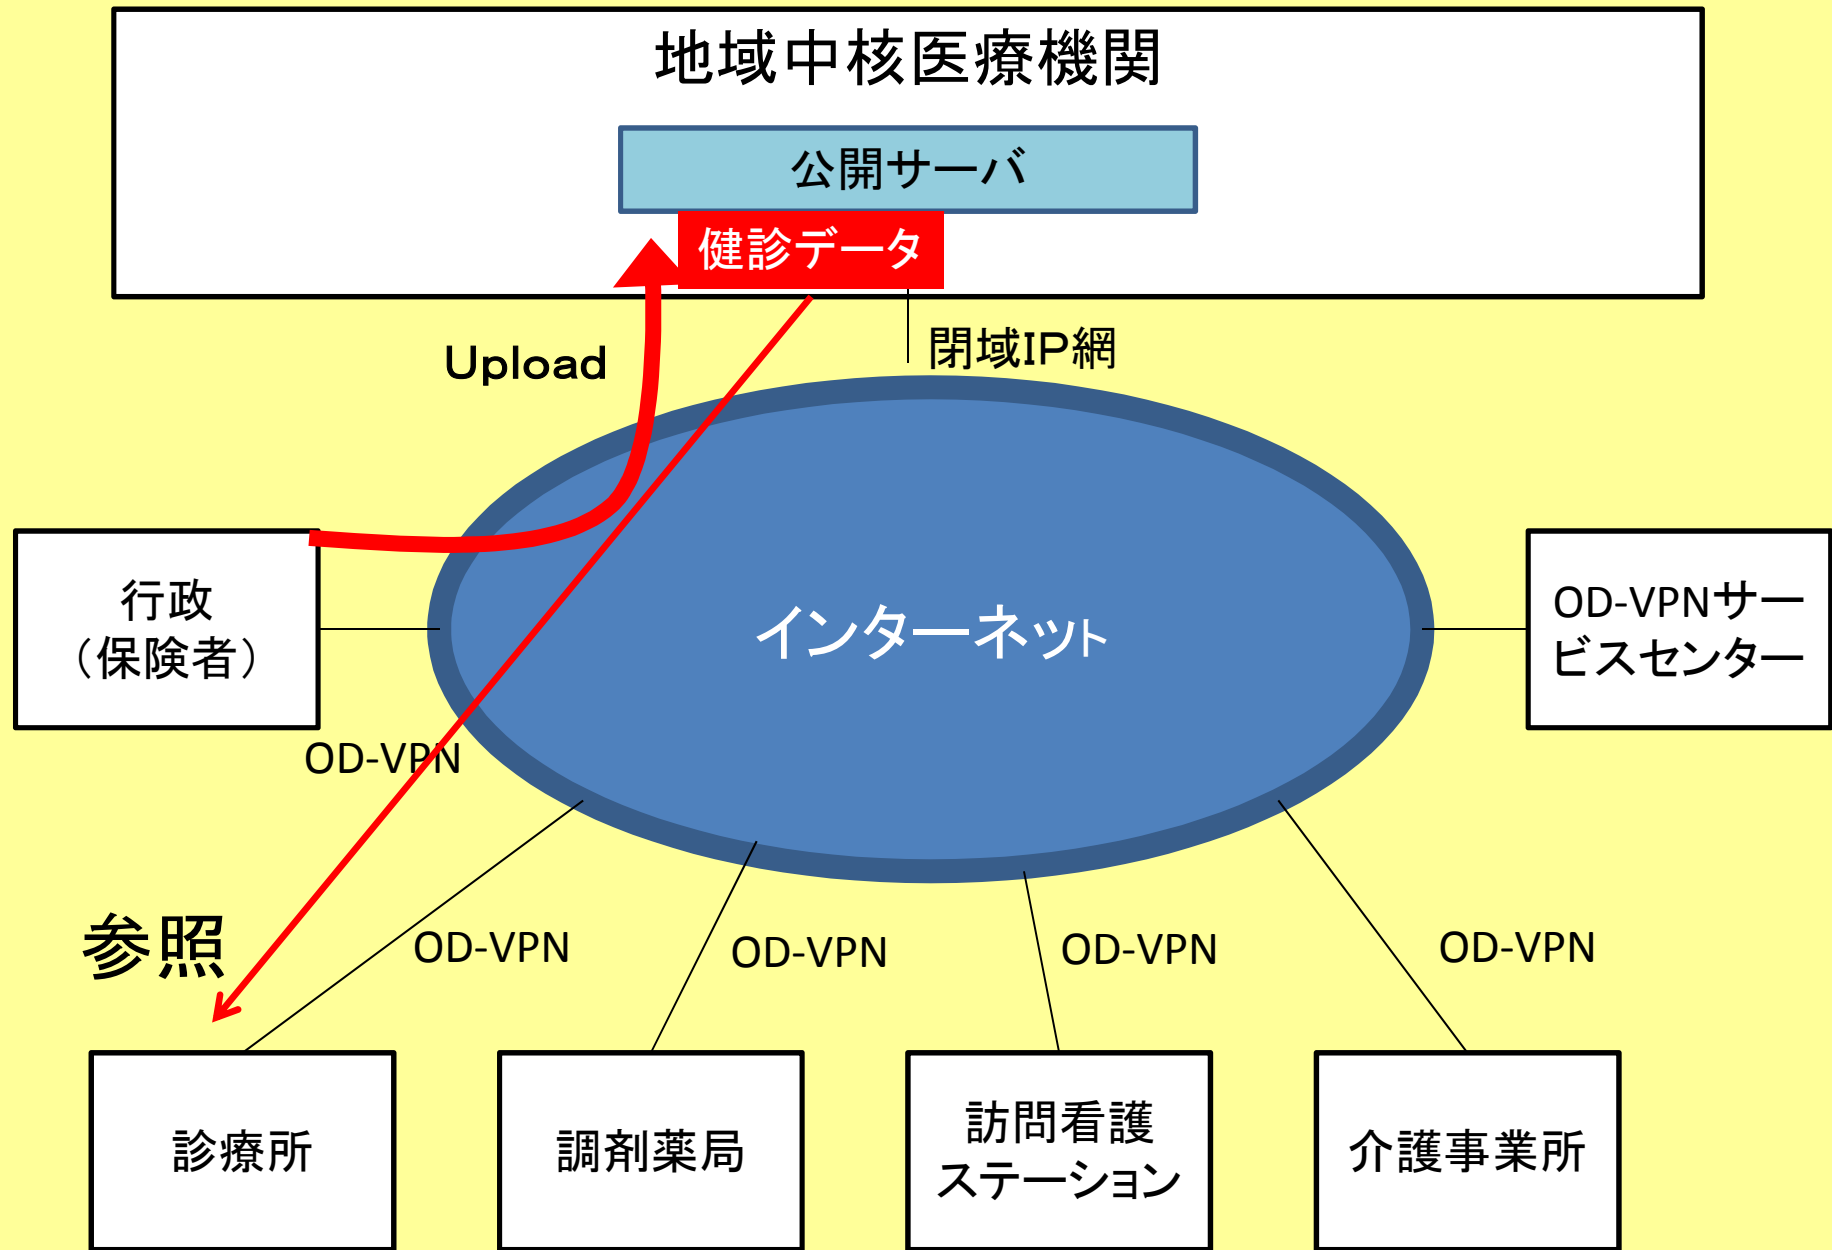 地域中核医療機関
公開サーバ
健診データ
Upload
閉域IP網
行政
（保険者）
インターネット
OD-VPNサー
ビスセンター
OD-VPN
参照
OD-VPN
OD-VPN
OD-VPN
OD-VPN
診療所
調剤薬局
訪問看護
ステーション
介護事業所